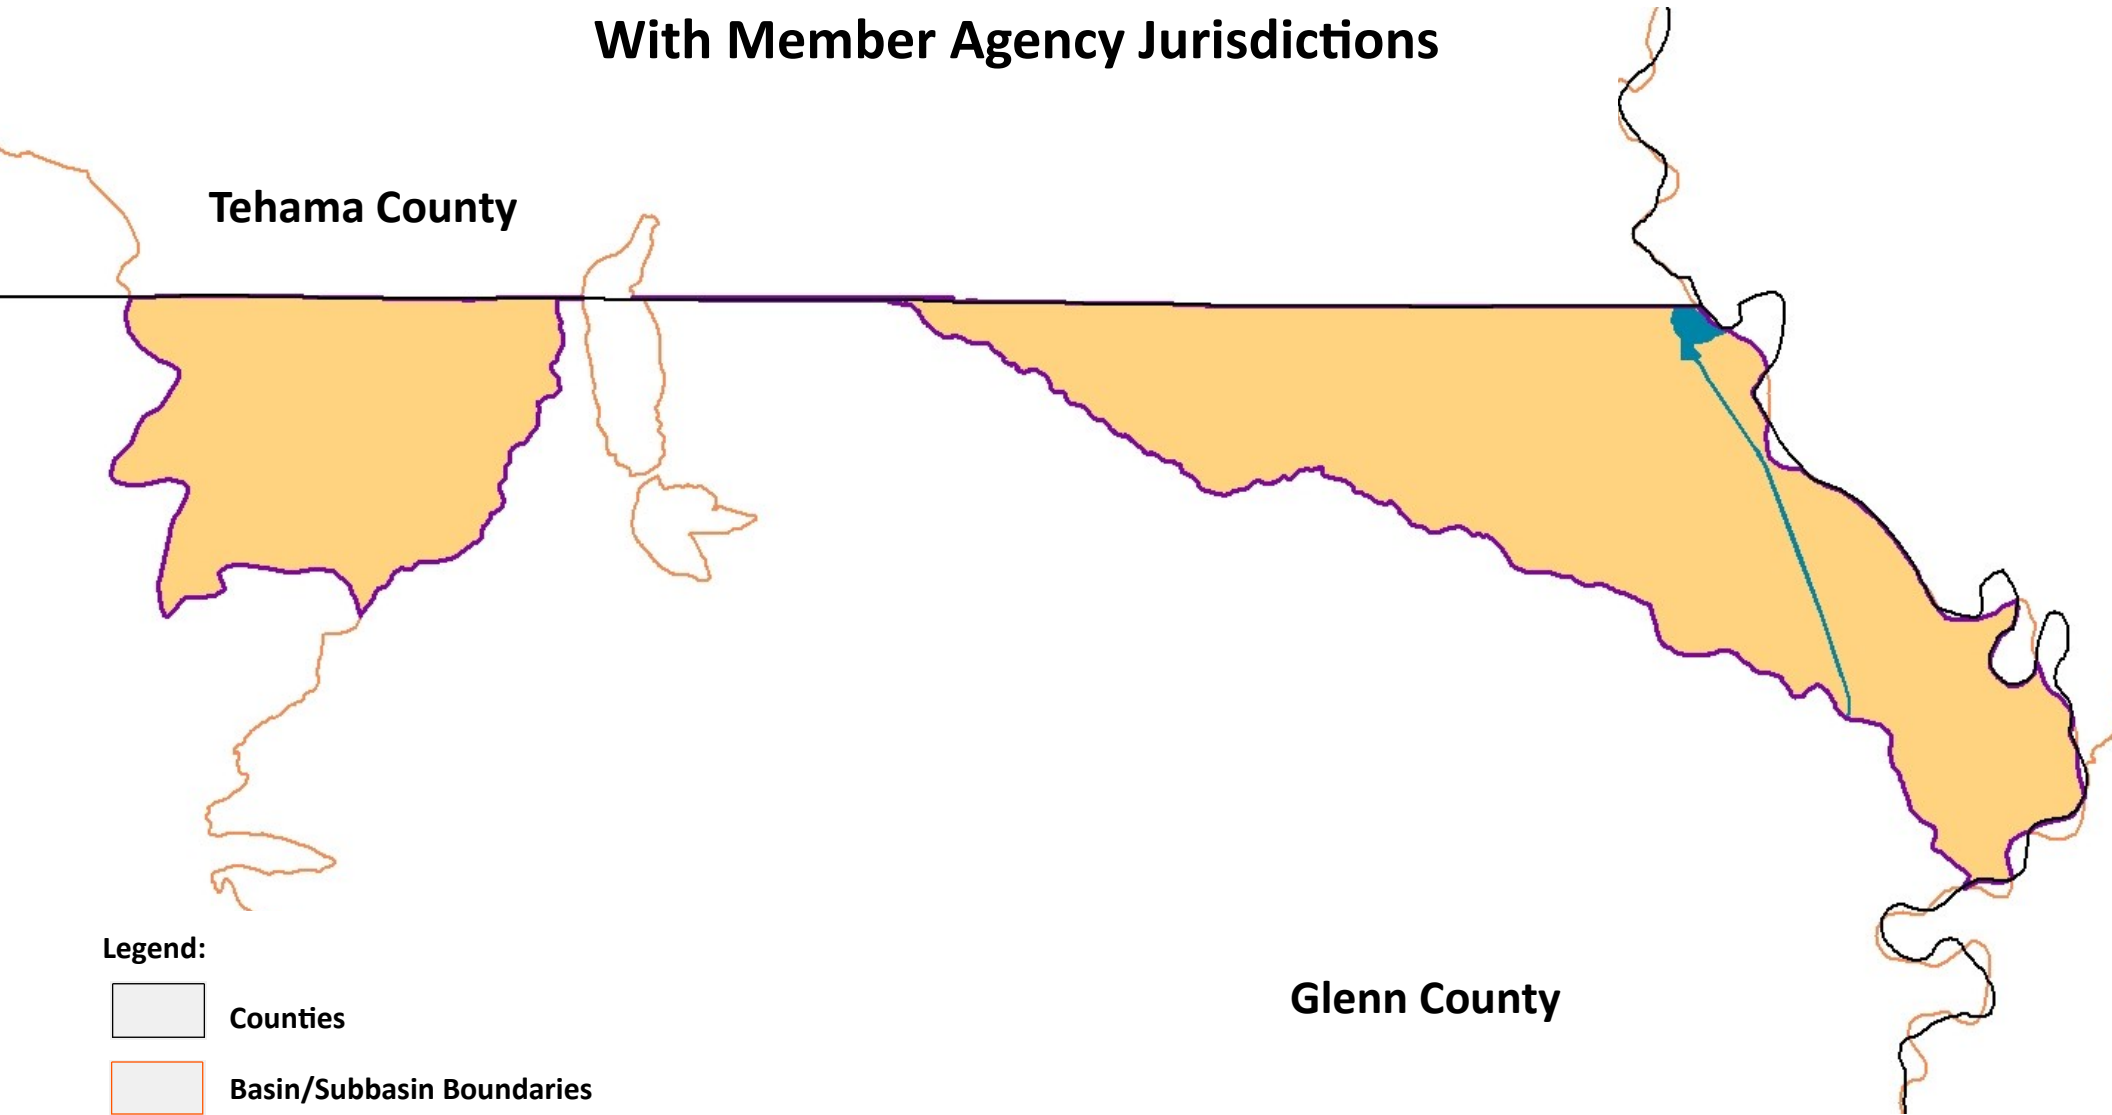 With Member Agency Jurisdictions
Tehama County
Glenn County
Legend:
Counties
Basin/Subbasin Boundaries